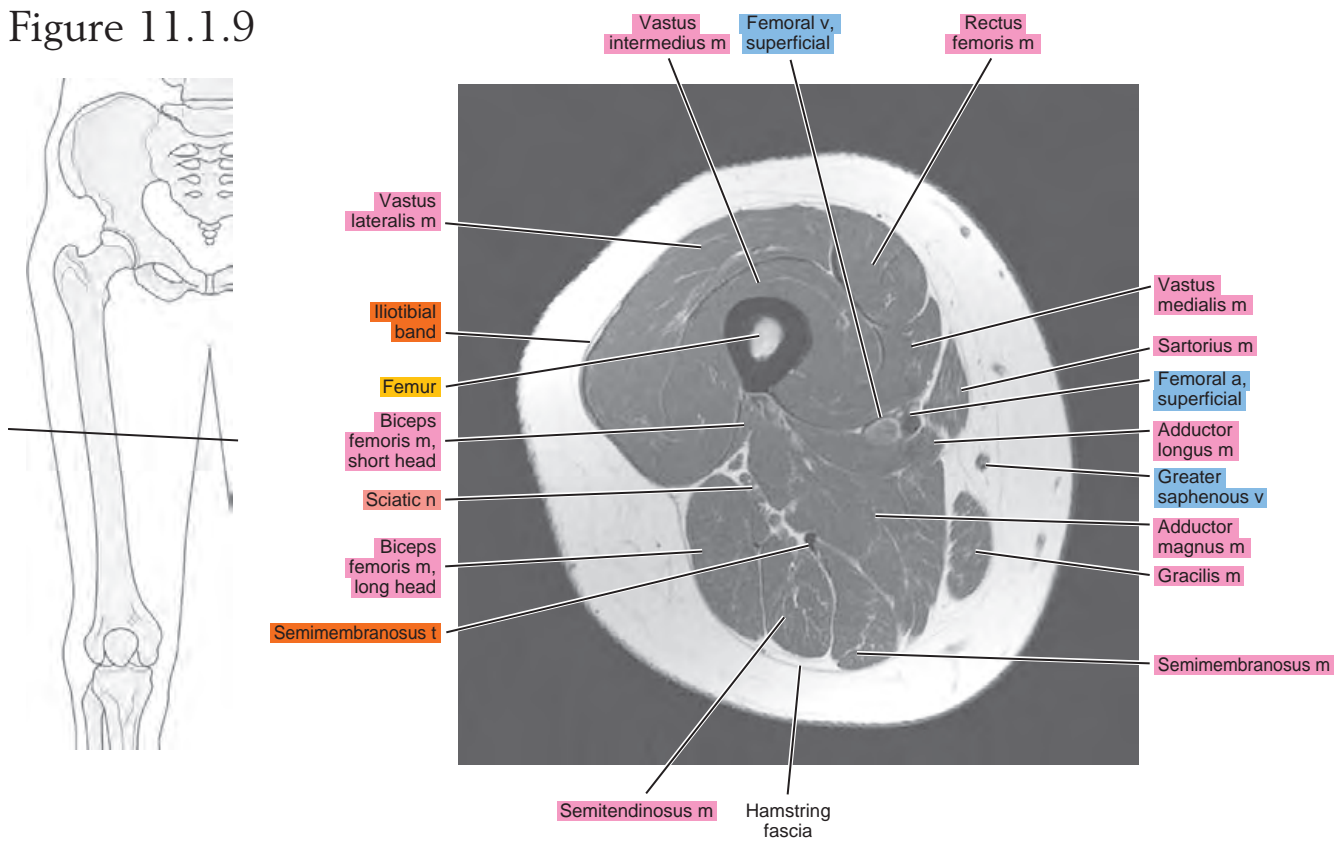 Figure 11.1.9
Vastus
intermedius m
Femoral v,
superficial
Rectus
femoris m
Vastus
lateralis m
Iliotibial
band
Femur
Biceps
femoris m,
short head
Sciatic n
Biceps
femoris m,
long head
Semimembranosus t
Vastus
medialis m
Sartorius m
Femoral a,
superficial
Adductor
longus m
Greater
saphenous v
Adductor
magnus m
Gracilis m
Semimembranosus m
Semitendinosus m
Hamstring
fascia